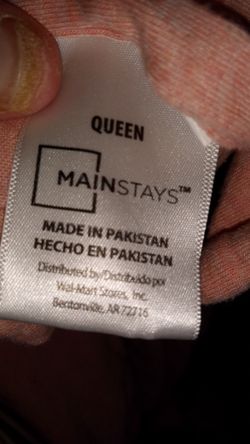 QUEEN
MAINSTAYS™
MADE IN PAKISTAN
HECHO EN PAKISTAN
Distributed by/Distribuido por
Wal-Mart Stores, Inc.
Bentonville, AR 72716